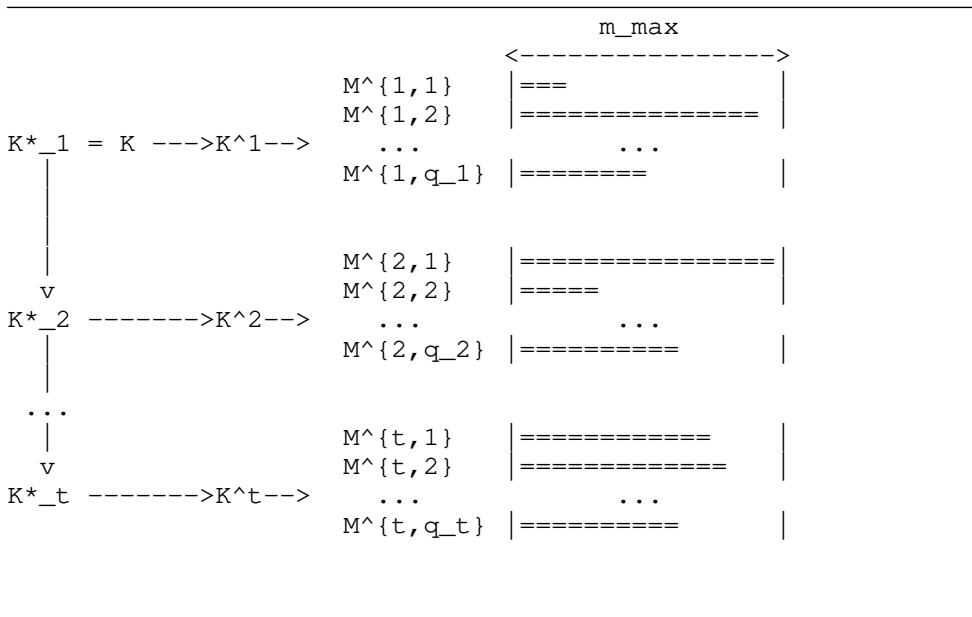 m_max
<---------------->
M^{1,1} |=== |
M^{1,2} |=============== |
K*_1 = K --->K^1--> ... ...
| M^{1,q_1} |======== |
|
|
| M^{2,1} |================|
v M^{2,2} |===== |
K*_2 ------->K^2--> ... ...
| M^{2,q_2} |========== |
|
...
| M^{t,1} |============ |
v M^{t,2} |============= |
K*_t ------->K^t--> ... ...
M^{t,q_t} |========== |